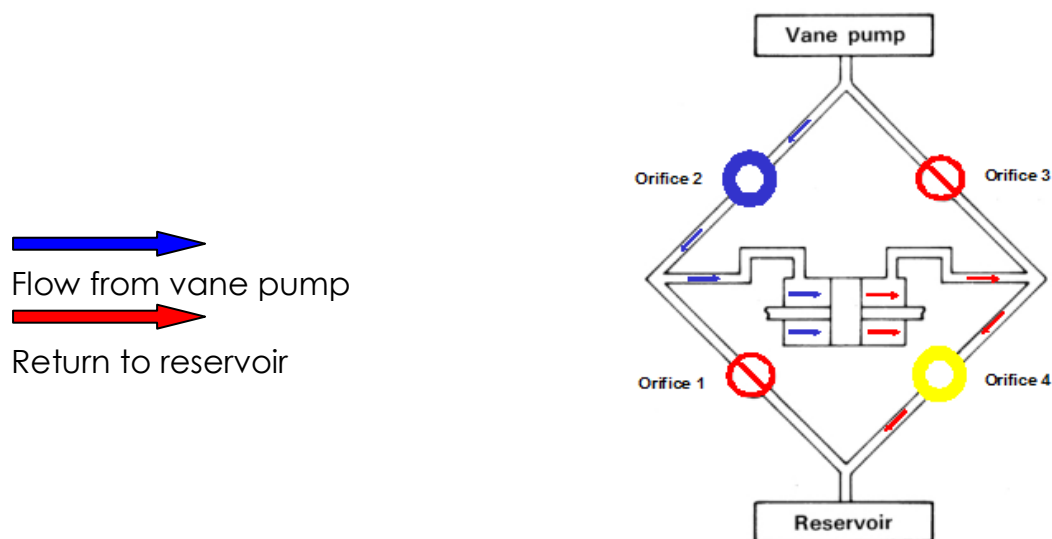 Vane pump
Orifice 2
Orifice 3
Flow from vane pump
Return to reservoir
Orifice 1
Orifice 4
Reservoir